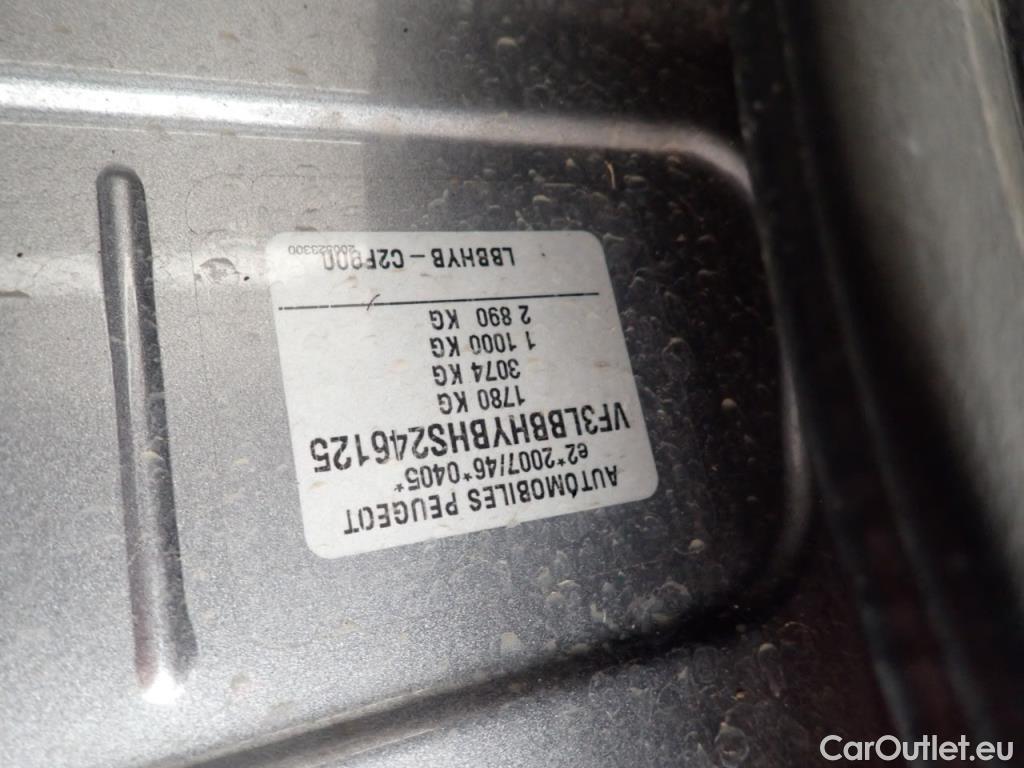 AUTOMOBILES PEUGEOT
e2*2007/46*0405*
VF3LBBHYBHS246125
1780 KG
3074 KG
1 1000 KG
2 890 KG
LBBHYB - C2F900
200523300
CarOutlet.eu